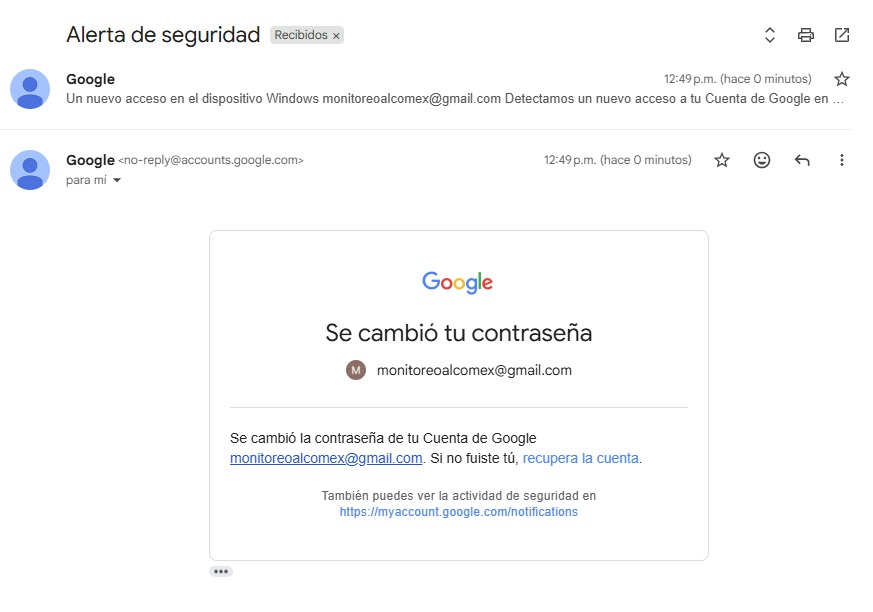 Alerta de seguridad Recibidos ×
Google 12:49 p.m. (hace 0 minutos)
Un nuevo acceso en el dispositivo Windows monitoreoalcomex@gmail.com Detectamos un nuevo acceso a tu Cuenta de Google en …
Google <no-reply@accounts.google.com> 12:49 p.m. (hace 0 minutos)
para mí
Google
Se cambió tu contraseña
M monitoreoalcomex@gmail.com
Se cambió la contraseña de tu Cuenta de Google
monitoreoalcomex@gmail.com. Si no fuiste tú, recupera la cuenta.
También puedes ver la actividad de seguridad en
https://myaccount.google.com/notifications